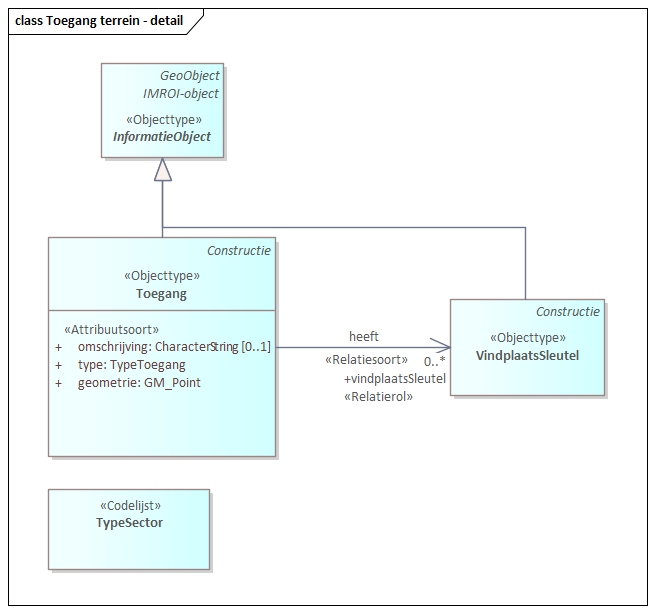 class Toegang terrein - detail
GeoObject
IMROI-object
«Objecttype»
InformatieObject
Constructie
«Objecttype»
Toegang
«Attribuutsoort»
+ omschrijving: CharacterString [0..1]
+ type: TypeToegang
+ geometrie: GM_Point
heeft
«Relatiesoort» 0..*
+vindplaatsSleutel
«Relatierol»
Constructie
«Objecttype»
VindplaatsSleutel
«Codelijst»
TypeSector